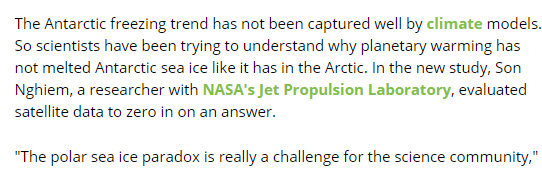 The Antarctic freezing trend has not been captured well by climate models.
So scientists have been trying to understand why planetary warming has
not melted Antarctic sea ice like it has in the Arctic. In the new study, Son
Nghiem, a researcher with NASA's Jet Propulsion Laboratory, evaluated
satellite data to zero in on an answer.
"The polar sea ice paradox is really a challenge for the science community,"